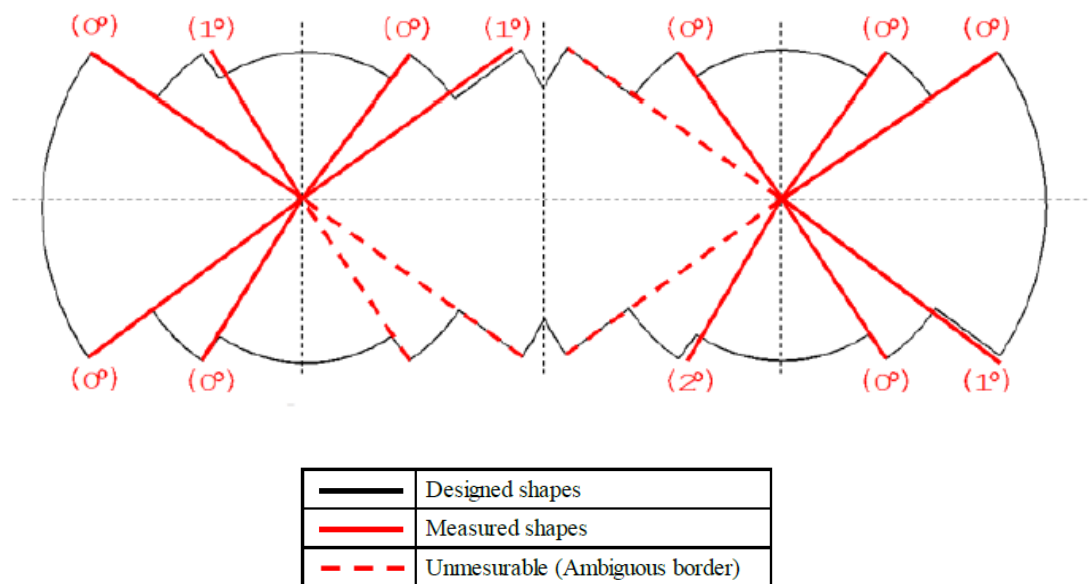 (0°) (1°) (0°) (1°) (0°) (0°) (0°)
(0°) (0°) (2°) (0°) (1°)
Designed shapes
Measured shapes
Unmesurable (Ambiguous border)